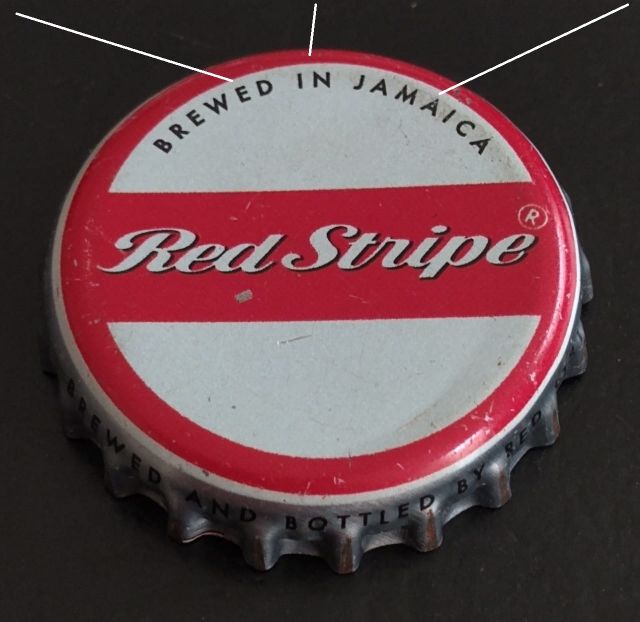 BREWED IN JAMAICA
Red Stripe®
BREWED AND BOTTLED BY RED